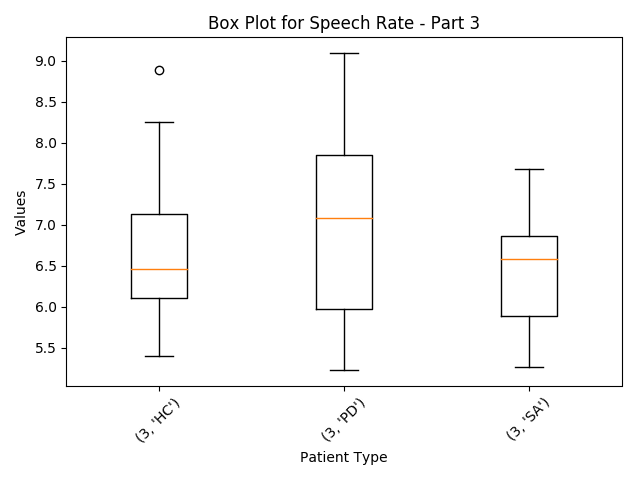 Box Plot for Speech Rate - Part 3
Values
9.0
8.5
8.0
7.5
7.0
6.5
6.0
5.5
(3, 'HC')
(3, 'PD')
(3, 'SA')
Patient Type